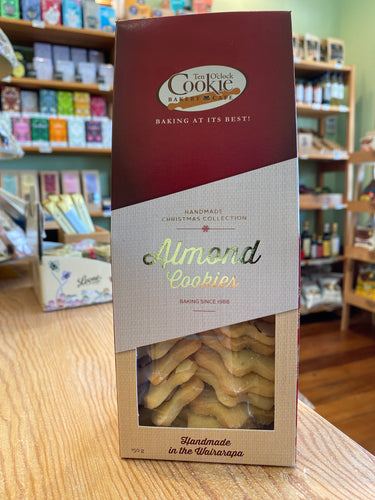 Ten O'clock
Cookie
BAKERY CAFE
BAKING AT ITS BEST!
HANDMADE
CHRISTMAS COLLECTION
Almond
Cookies
BAKING SINCE 1986
150 g
Handmade
in the Wairarapa